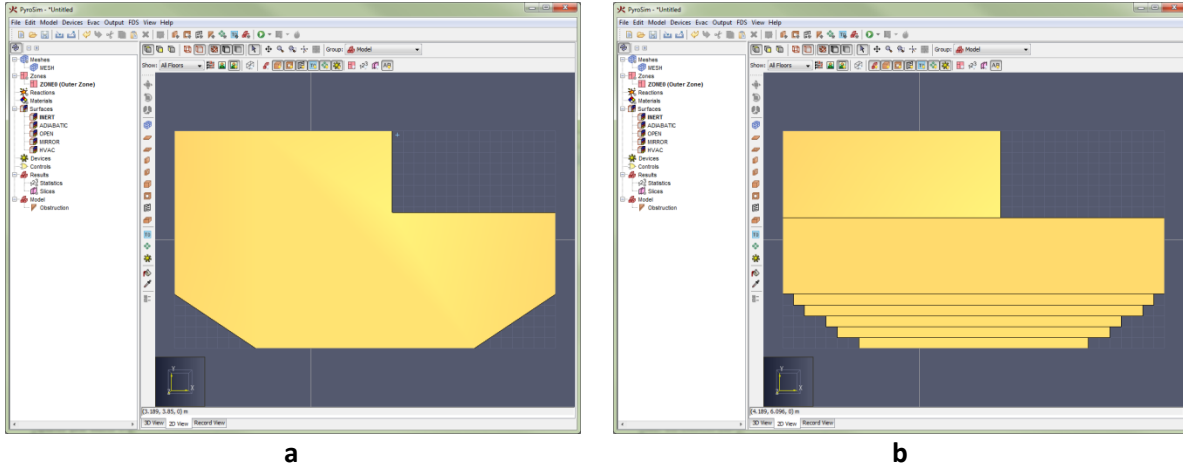 PyroSim - *Untitled
File Edit Model Devices Evac Output FDS View Help
Group: Model
Show: All Floors
Meshes
MESH
Zones
ZONE0 (Outer Zone)
Reactions
Materials
Surfaces
INERT
ADIABATIC
OPEN
MIRROR
HVAC
Devices
Controls
Results
Statistics
Slices
Model
Obstruction
Y
X
(3.189, 3.85, 0) m
3D View 2D View Record View
a
PyroSim - *Untitled
File Edit Model Devices Evac Output FDS View Help
Group: Model
Show: All Floors
Meshes
MESH
Zones
ZONE0 (Outer Zone)
Reactions
Materials
Surfaces
INERT
ADIABATIC
OPEN
MIRROR
HVAC
Devices
Controls
Results
Statistics
Slices
Model
Obstruction
Y
X
(4.189, 6.096, 0) m
3D View 2D View Record View
b